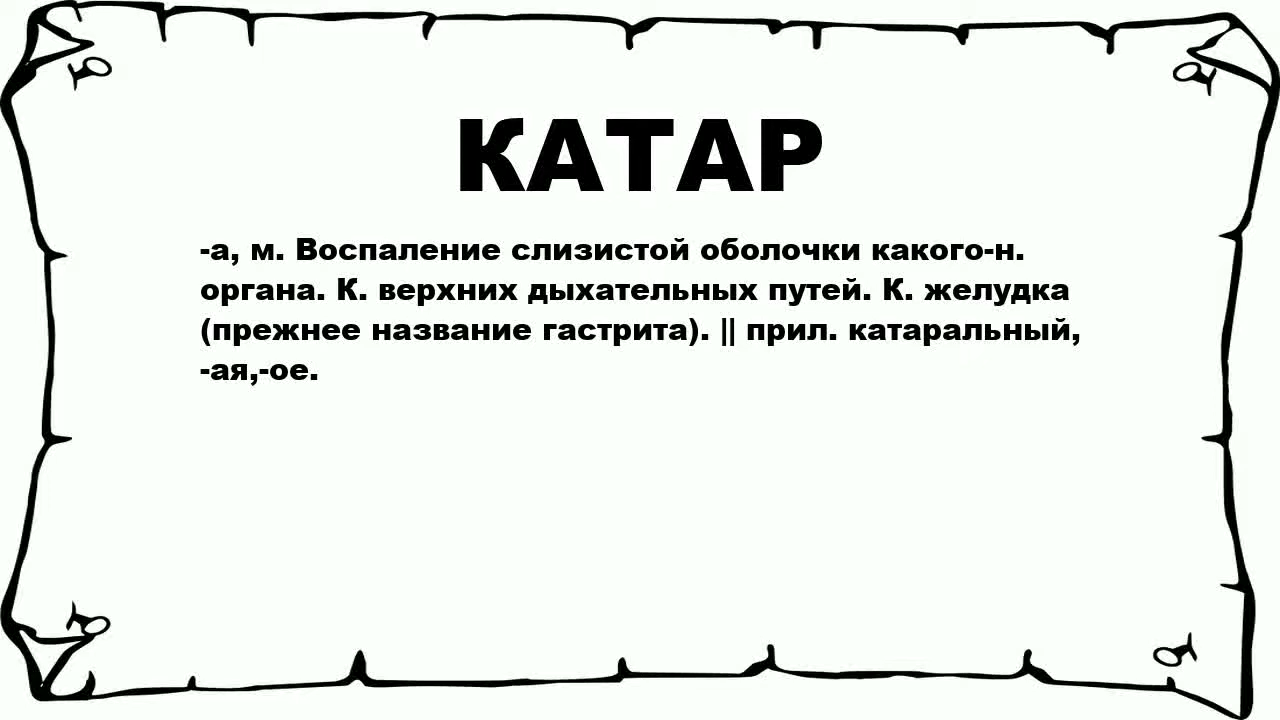 КАТАР
-а, м. Воспаление слизистой оболочки какого-н.
органа. К. верхних дыхательных путей. К. желудка
(прежнее название гастрита). || прил. катаральный,
-ая,-ое.